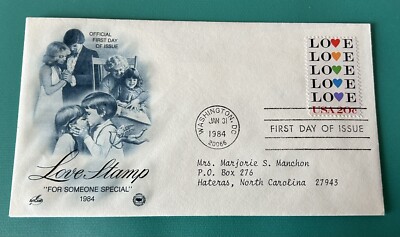 OFFICIAL
FIRST DAY
OF ISSUE
Love Stamp
"FOR SOMEONE SPECIAL"
1984
WASHINGTON, DC
JAN 31
1984
20066
LOVE
LOVE
LOVE
LOVE
LOVE
USA 20c
FIRST DAY OF ISSUE
Mrs. Marjorie S. Manchon
P.O. Box 276
Hateras, North Carolina 27943